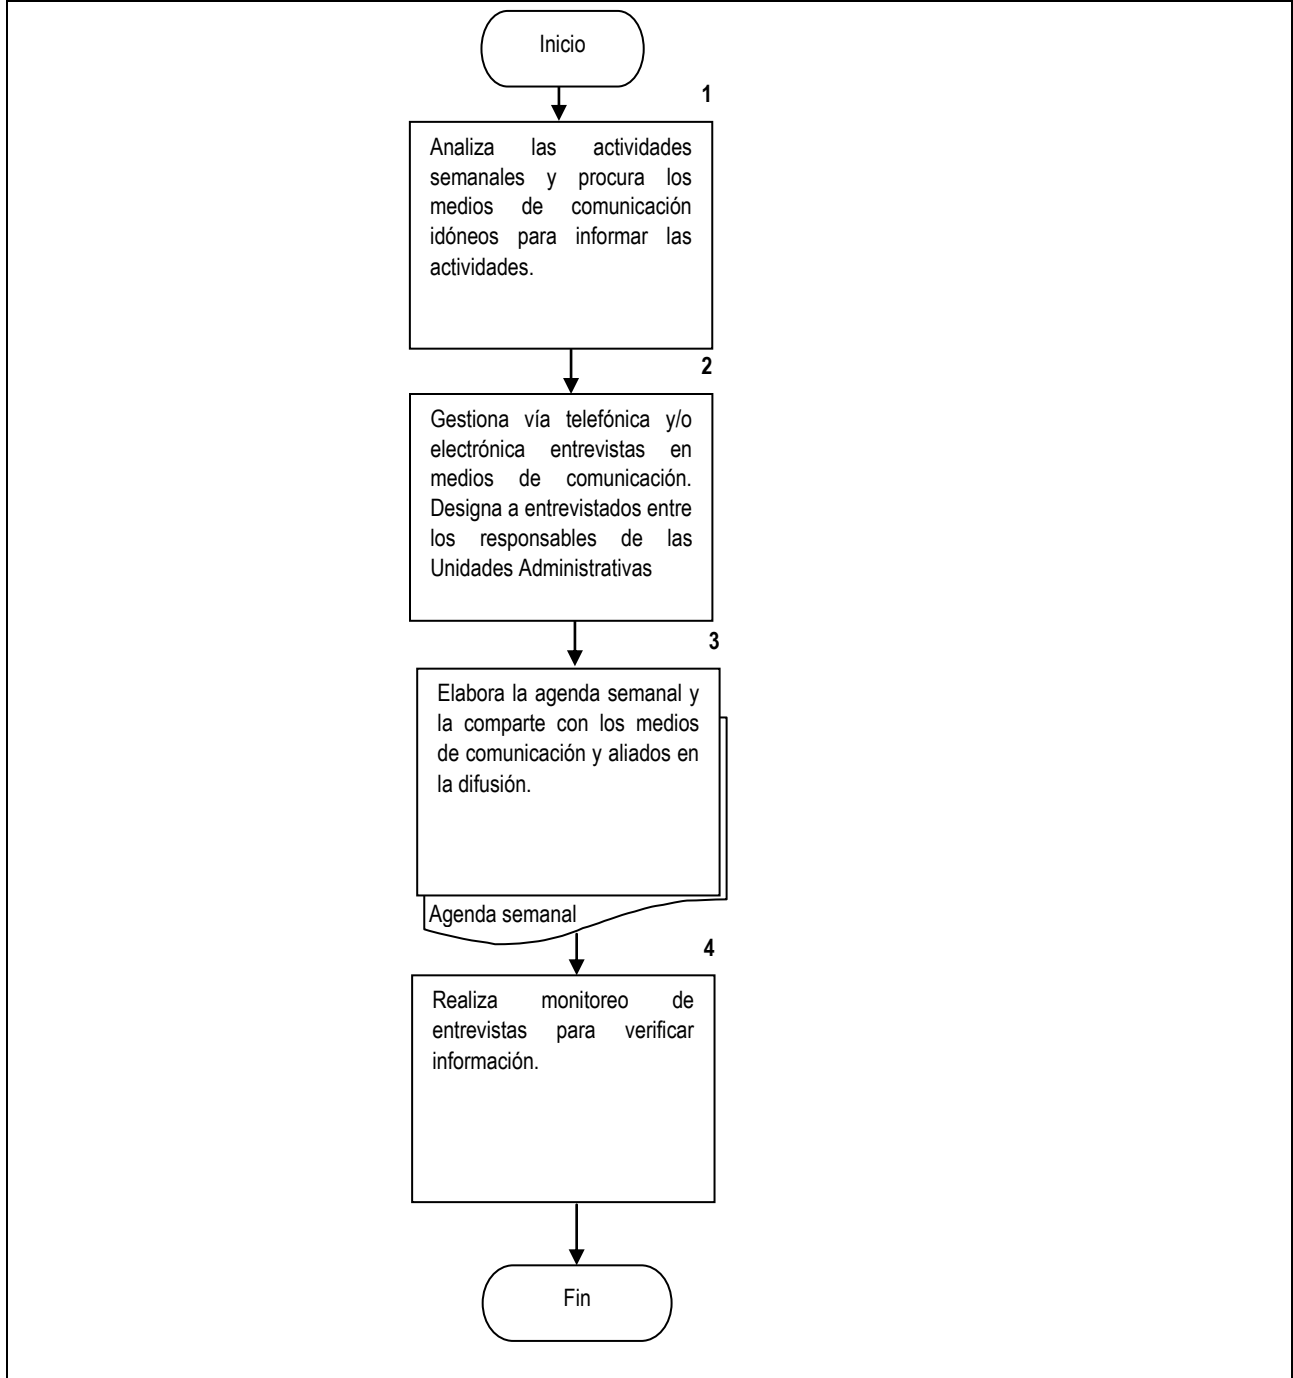 Inicio
1
Analiza las actividades
semanales y procura los
medios de comunicación
idóneos para informar las
actividades.
2
Gestiona vía telefónica y/o
electrónica entrevistas en
medios de comunicación.
Designa a entrevistados entre
los responsables de las
Unidades Administrativas
3
Elabora la agenda semanal y
la comparte con los medios
de comunicación y aliados en
la difusión.
Agenda semanal
4
Realiza monitoreo de
entrevistas para verificar
información.
Fin